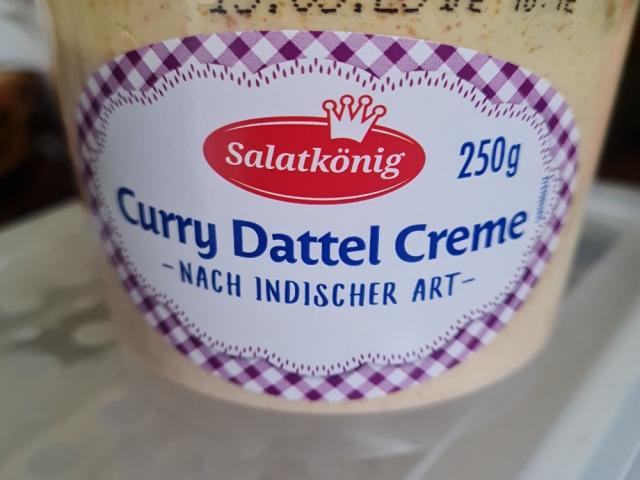 Salatkönig
250g
Curry Dattel Creme
-NACH INDISCHER ART-